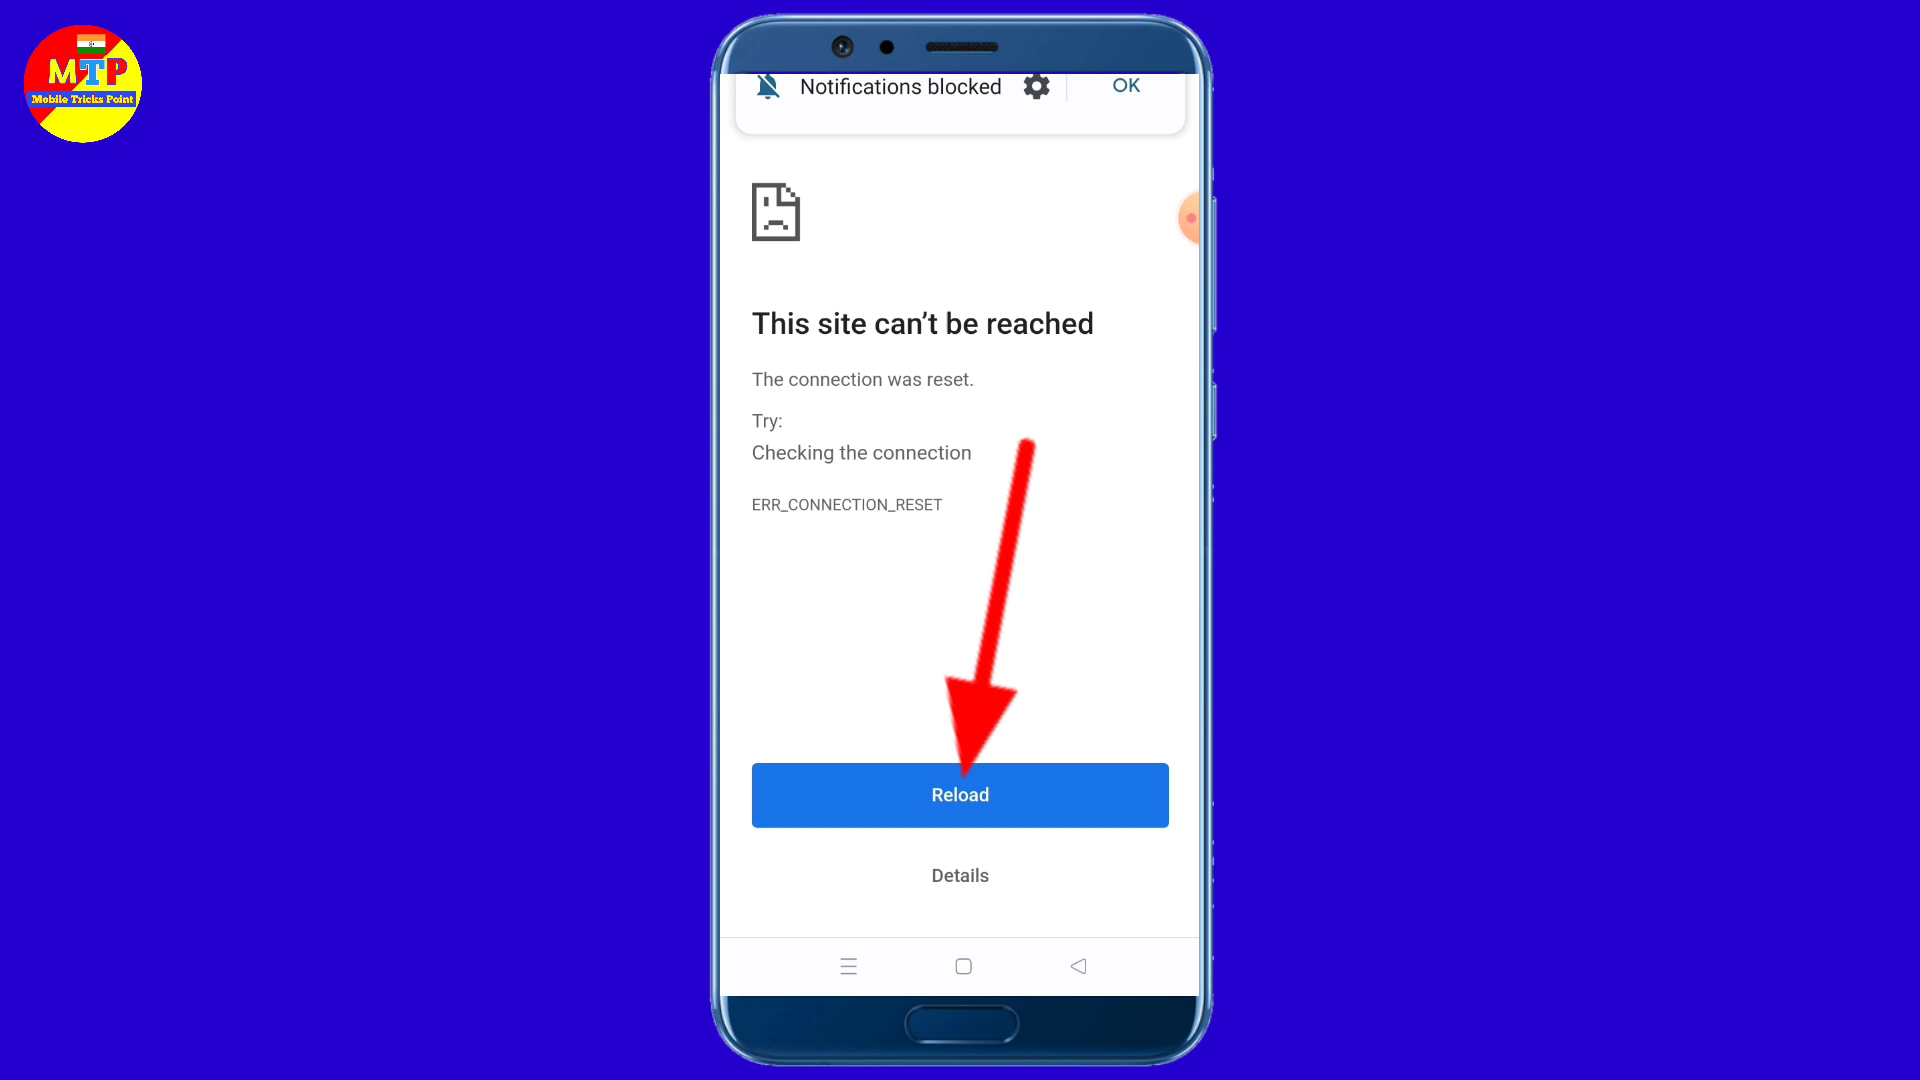 MTP
Mobile Tricks Point
Notifications blocked
OK
This site can’t be reached
The connection was reset.
Try:
Checking the connection
ERR_CONNECTION_RESET
Reload
Details